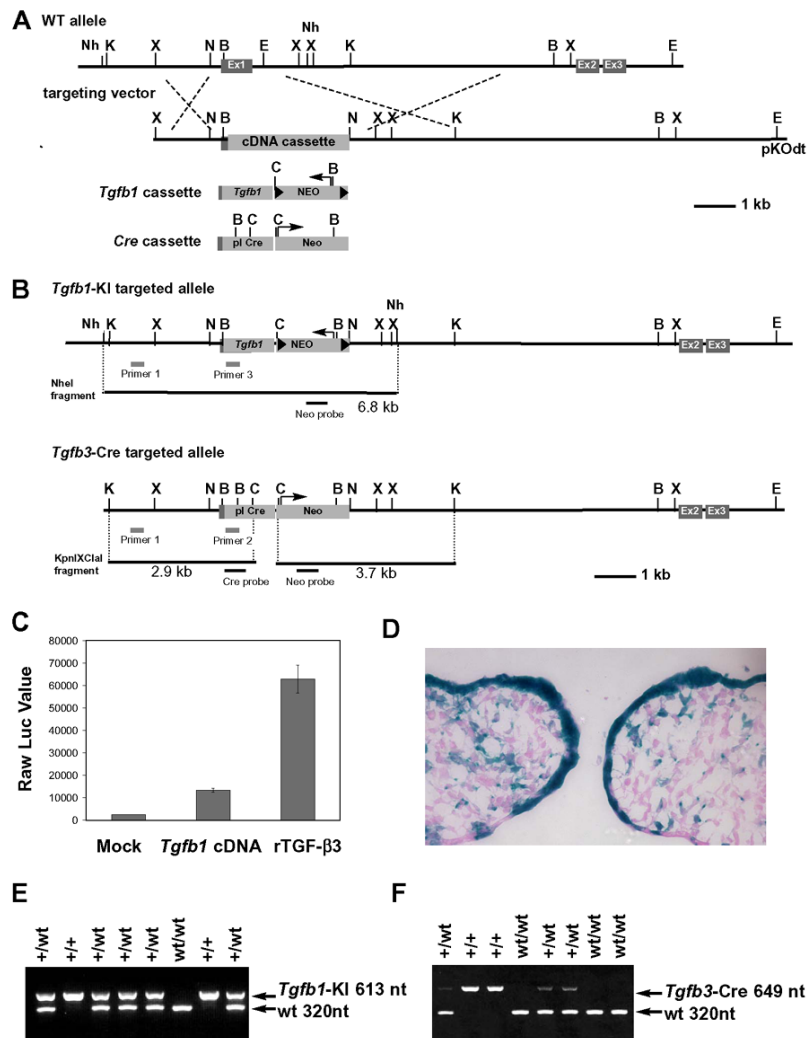 A WT allele
Nh K X N B E X X Nh K B X E
Ex1 Ex2 Ex3
targeting vector
X N B N X X K B X E
cDNA cassette
pKOdt
C B
Tgfb1 cassette Tgfb1 NEO
1 kb
B C C B
Cre cassette pl Cre Neo
B Tgfb1-KI targeted allele
Nh
Nh K X N B C B N X X K B X E
Tgfb1 NEO Ex2 Ex3
Primer 1 Primer 3
NheI
fragment
Neo probe 6.8 kb
Tgfb3-Cre targeted allele
K X N B B C C B N X X K B X E
pl Cre Neo Ex2 Ex3
Primer 1 Primer 2
KpnIXClaI
fragment
2.9 kb Cre probe Neo probe 3.7 kb 1 kb
C
80000
70000
60000
50000
40000
30000
20000
10000
0
Raw Luc Value
Mock Tgfb1 cDNA rTGF-β3
D
E
+/wt +/+ +/wt +/wt +/wt wt/wt +/+ +/wt
Tgfb1-KI 613 nt
wt 320nt
F
+/wt +/+ +/+ wt/wt +/wt +/wt wt/wt wt/wt
Tgfb3-Cre 649 nt
wt 320nt